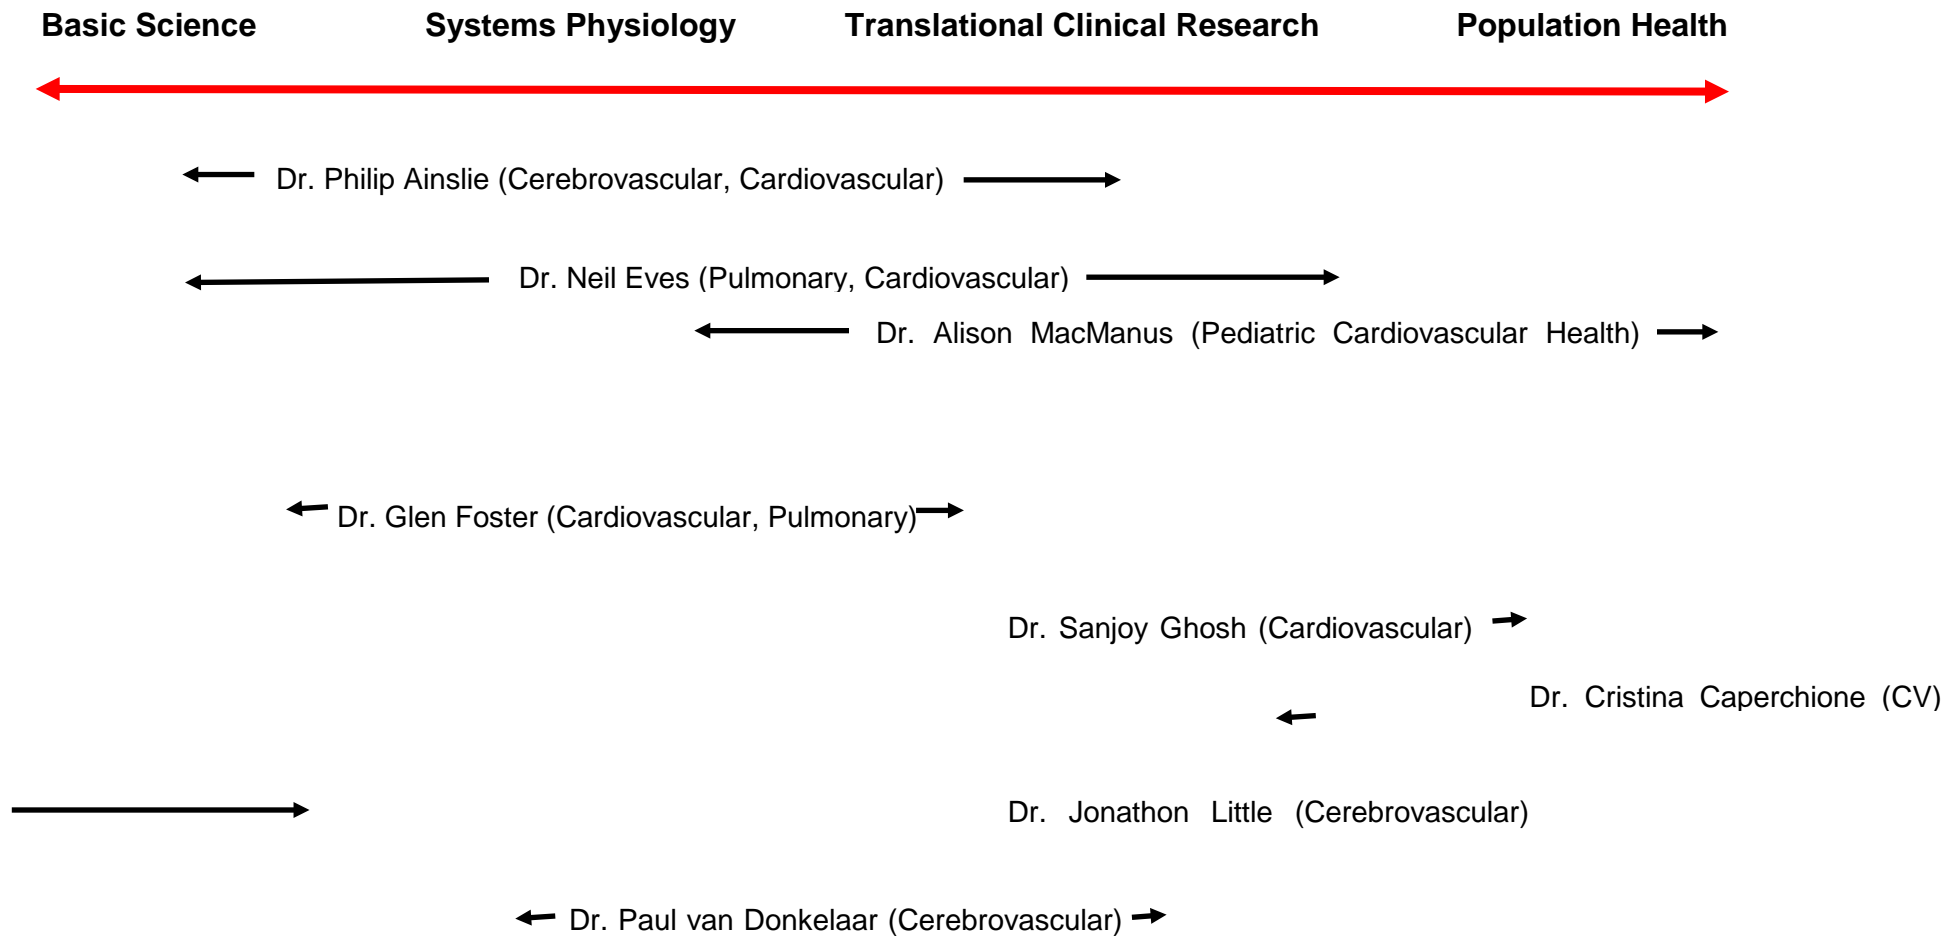 Basic Science Systems Physiology Translational Clinical Research Population Health
Dr. Philip Ainslie (Cerebrovascular, Cardiovascular)
Dr. Neil Eves (Pulmonary, Cardiovascular)
Dr. Alison MacManus (Pediatric Cardiovascular Health)
Dr. Glen Foster (Cardiovascular, Pulmonary)
Dr. Sanjoy Ghosh (Cardiovascular)
Dr. Cristina Caperchione (CV)
Dr. Jonathon Little (Cerebrovascular)
Dr. Paul van Donkelaar (Cerebrovascular)